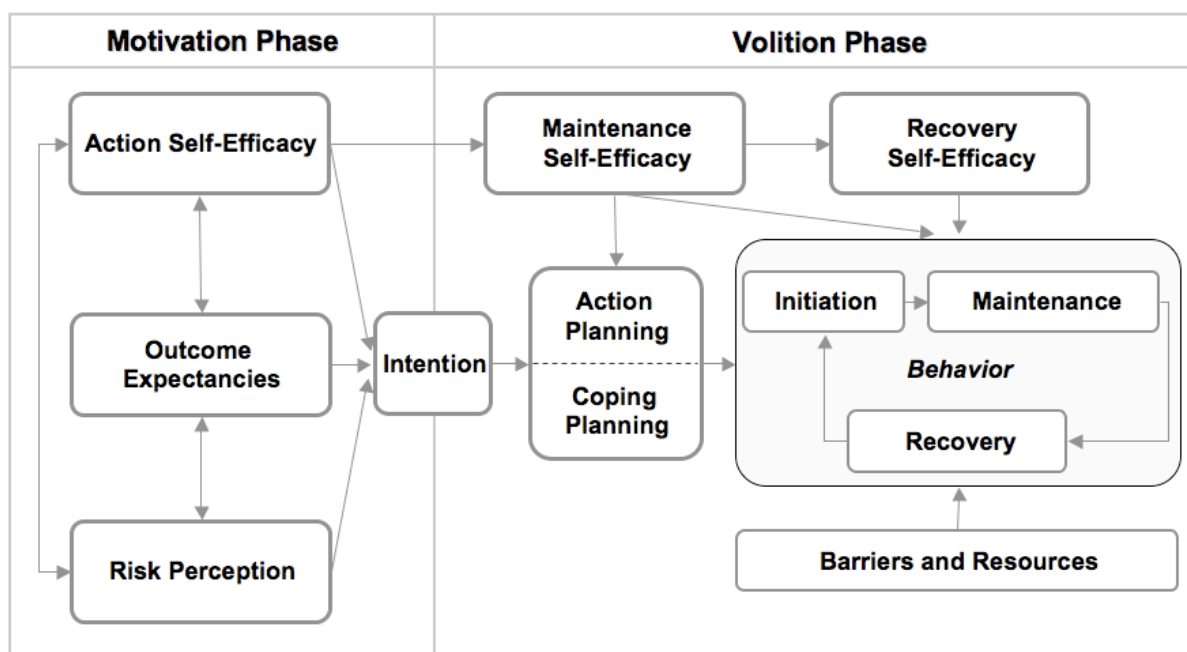 Motivation Phase
Volition Phase
Action Self-Efficacy
Maintenance
Self-Efficacy
Recovery
Self-Efficacy
Outcome
Expectancies
Intention
Action
Planning
Coping
Planning
Initiation
Maintenance
Behavior
Recovery
Risk Perception
Barriers and Resources